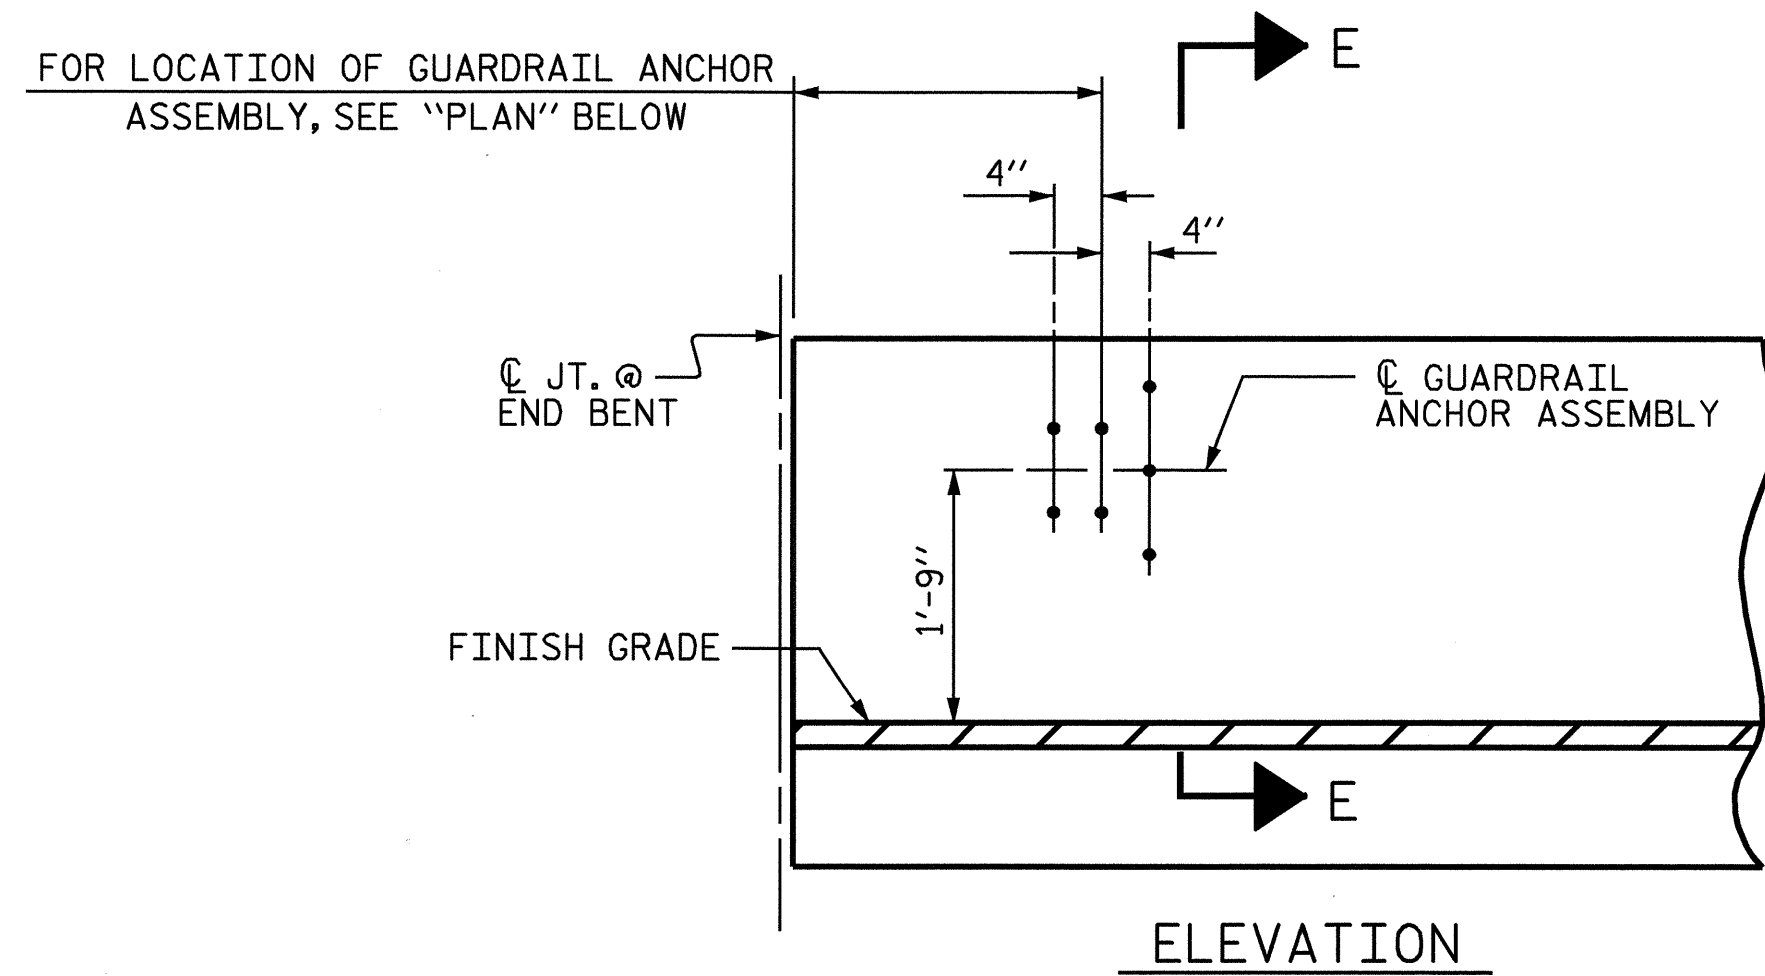 FOR LOCATION OF GUARDRAIL ANCHOR
ASSEMBLY, SEE "PLAN" BELOW
E
4"
4"
℄ JT. @
END BENT
℄ GUARDRAIL
ANCHOR ASSEMBLY
1'-9"
FINISH GRADE
E
ELEVATION